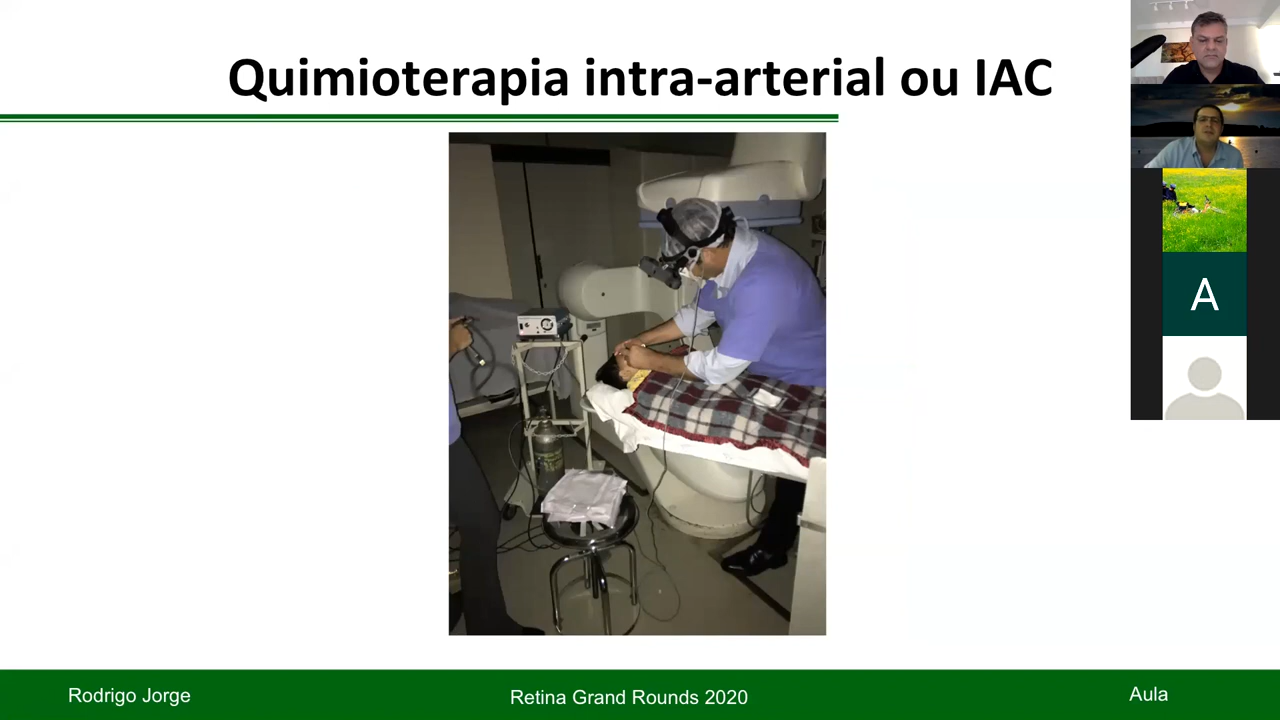 Quimioterapia intra-arterial ou IAC
A
Rodrigo Jorge
Retina Grand Rounds 2020
Aula